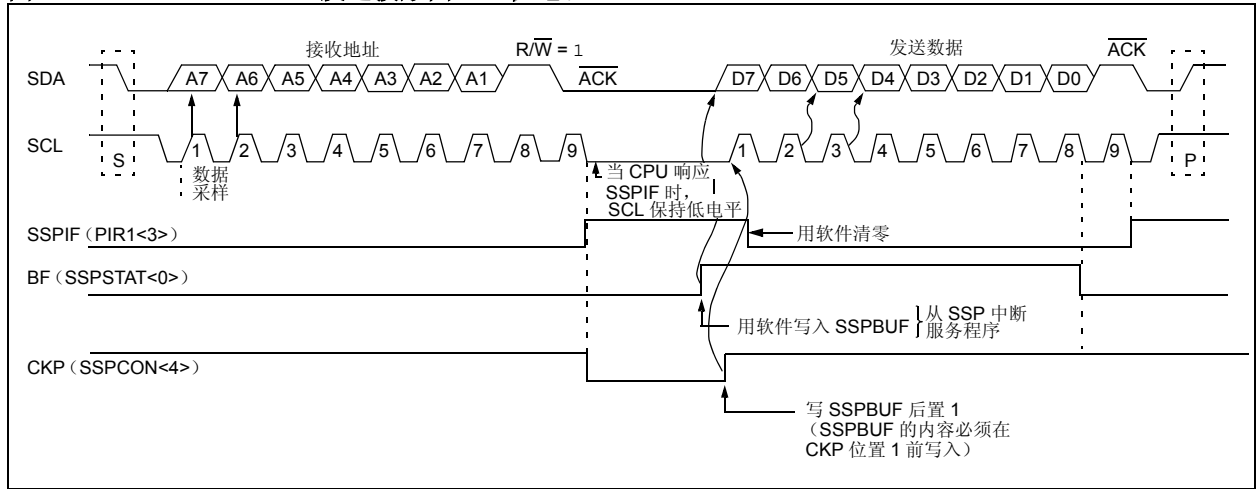 接收地址
R/W = 1
发送数据
ACK
SDA
A7 A6 A5 A4 A3 A2 A1
ACK
D7 D6 D5 D4 D3 D2 D1 D0
SCL
S
1 2 3 4 5 6 7 8 9
1 2 3 4 5 6 7 8 9
P
数据
采样
当 CPU 响应
SSPIF 时，
SCL 保持低电平
SSPIF（PIR1<3>）
用软件清零
BF（SSPSTAT<0>）
用软件写入 SSPBUF
从 SSP 中断
服务程序
CKP（SSPCON<4>）
写 SSPBUF 后置 1
（SSPBUF 的内容必须在
CKP 位置 1 前写入）